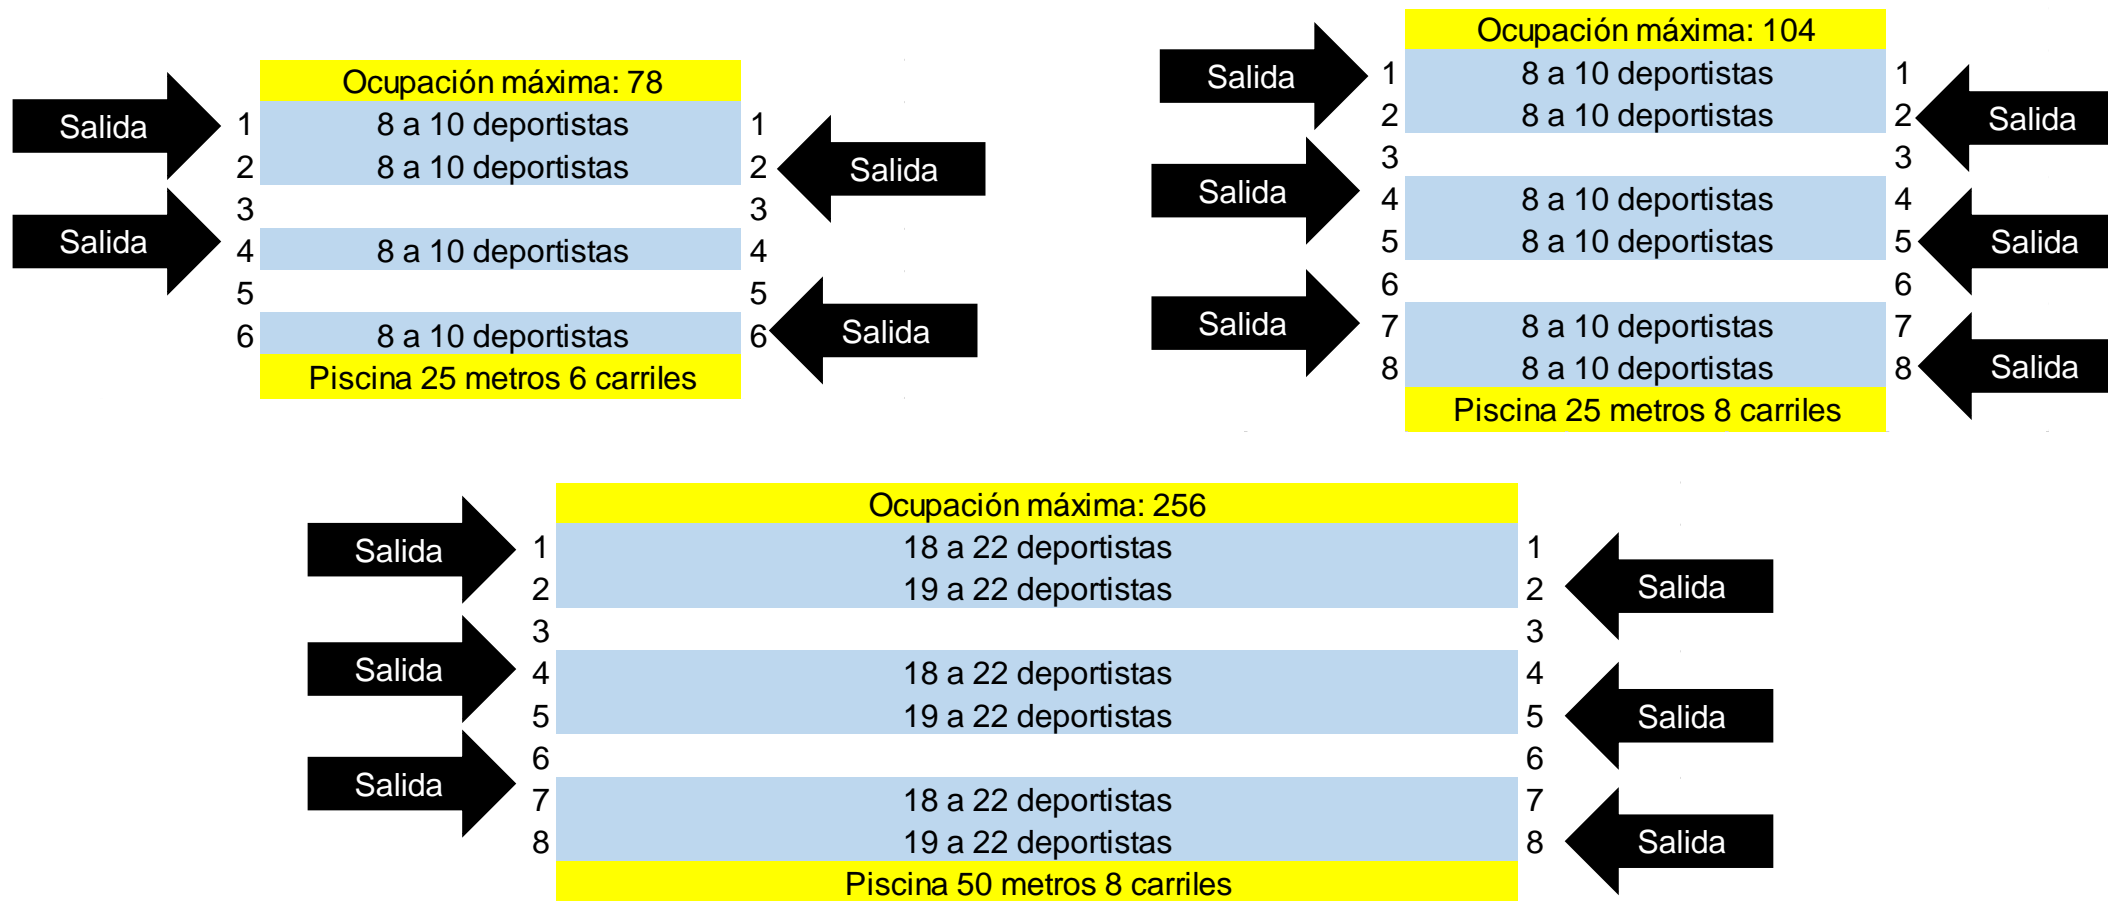 Ocupación máxima: 78
Salida
1 8 a 10 deportistas 1
2 8 a 10 deportistas 2
Salida
3 3
Salida
4 8 a 10 deportistas 4
5 5
6 8 a 10 deportistas 6
Salida
Piscina 25 metros 6 carriles
Ocupación máxima: 104
Salida
1 8 a 10 deportistas 1
2 8 a 10 deportistas 2
Salida
3 3
Salida
4 8 a 10 deportistas 4
5 8 a 10 deportistas 5
Salida
6 6
Salida
7 8 a 10 deportistas 7
8 8 a 10 deportistas 8
Salida
Piscina 25 metros 8 carriles
Ocupación máxima: 256
Salida
1 18 a 22 deportistas 1
2 19 a 22 deportistas 2
Salida
3 3
Salida
4 18 a 22 deportistas 4
5 19 a 22 deportistas 5
Salida
6 6
Salida
7 18 a 22 deportistas 7
8 19 a 22 deportistas 8
Salida
Piscina 50 metros 8 carriles